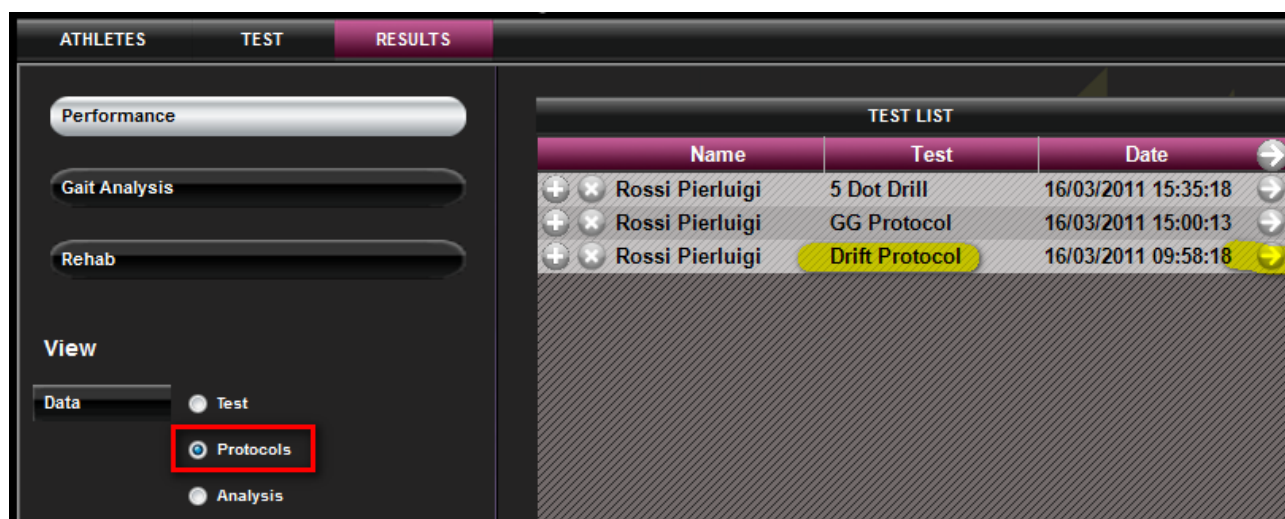 ATHLETES TEST RESULTS
Performance
Gait Analysis
Rehab
View
Data Test
Protocols
Analysis
TEST LIST
Name Test Date
Rossi Pierluigi 5 Dot Drill 16/03/2011 15:35:18
Rossi Pierluigi GG Protocol 16/03/2011 15:00:13
Rossi Pierluigi Drift Protocol 16/03/2011 09:58:18